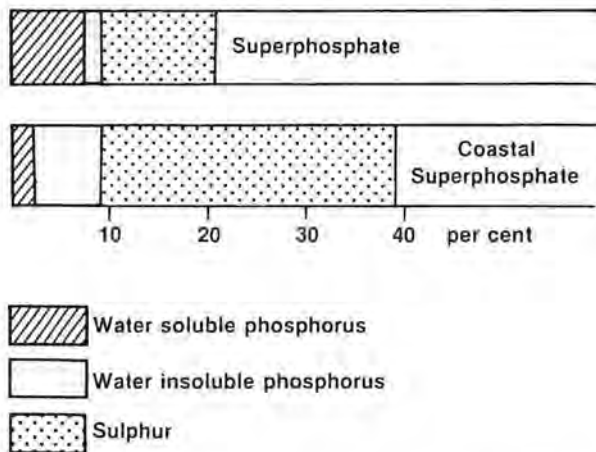 Superphosphate
Coastal
Superphosphate
10 20 30 40 per cent
Water soluble phosphorus
Water insoluble phosphorus
Sulphur